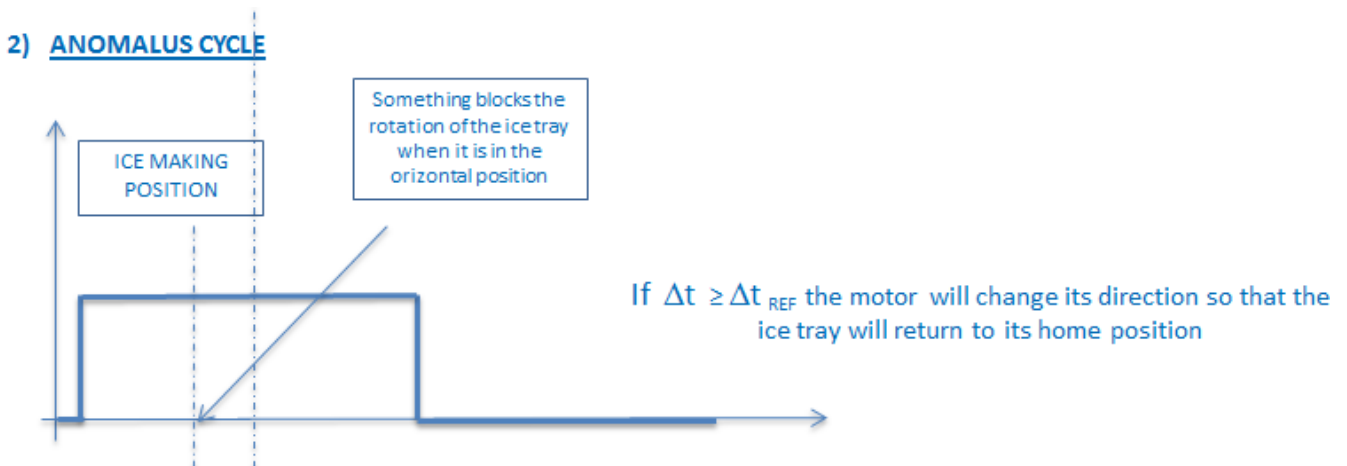 2) ANOMALUS CYCLE
Something blocks the
rotation of the ice tray
when it is in the
orizontal position
ICE MAKING
POSITION
If Δt ≥ Δt REF the motor will change its direction so that the
ice tray will return to its home position